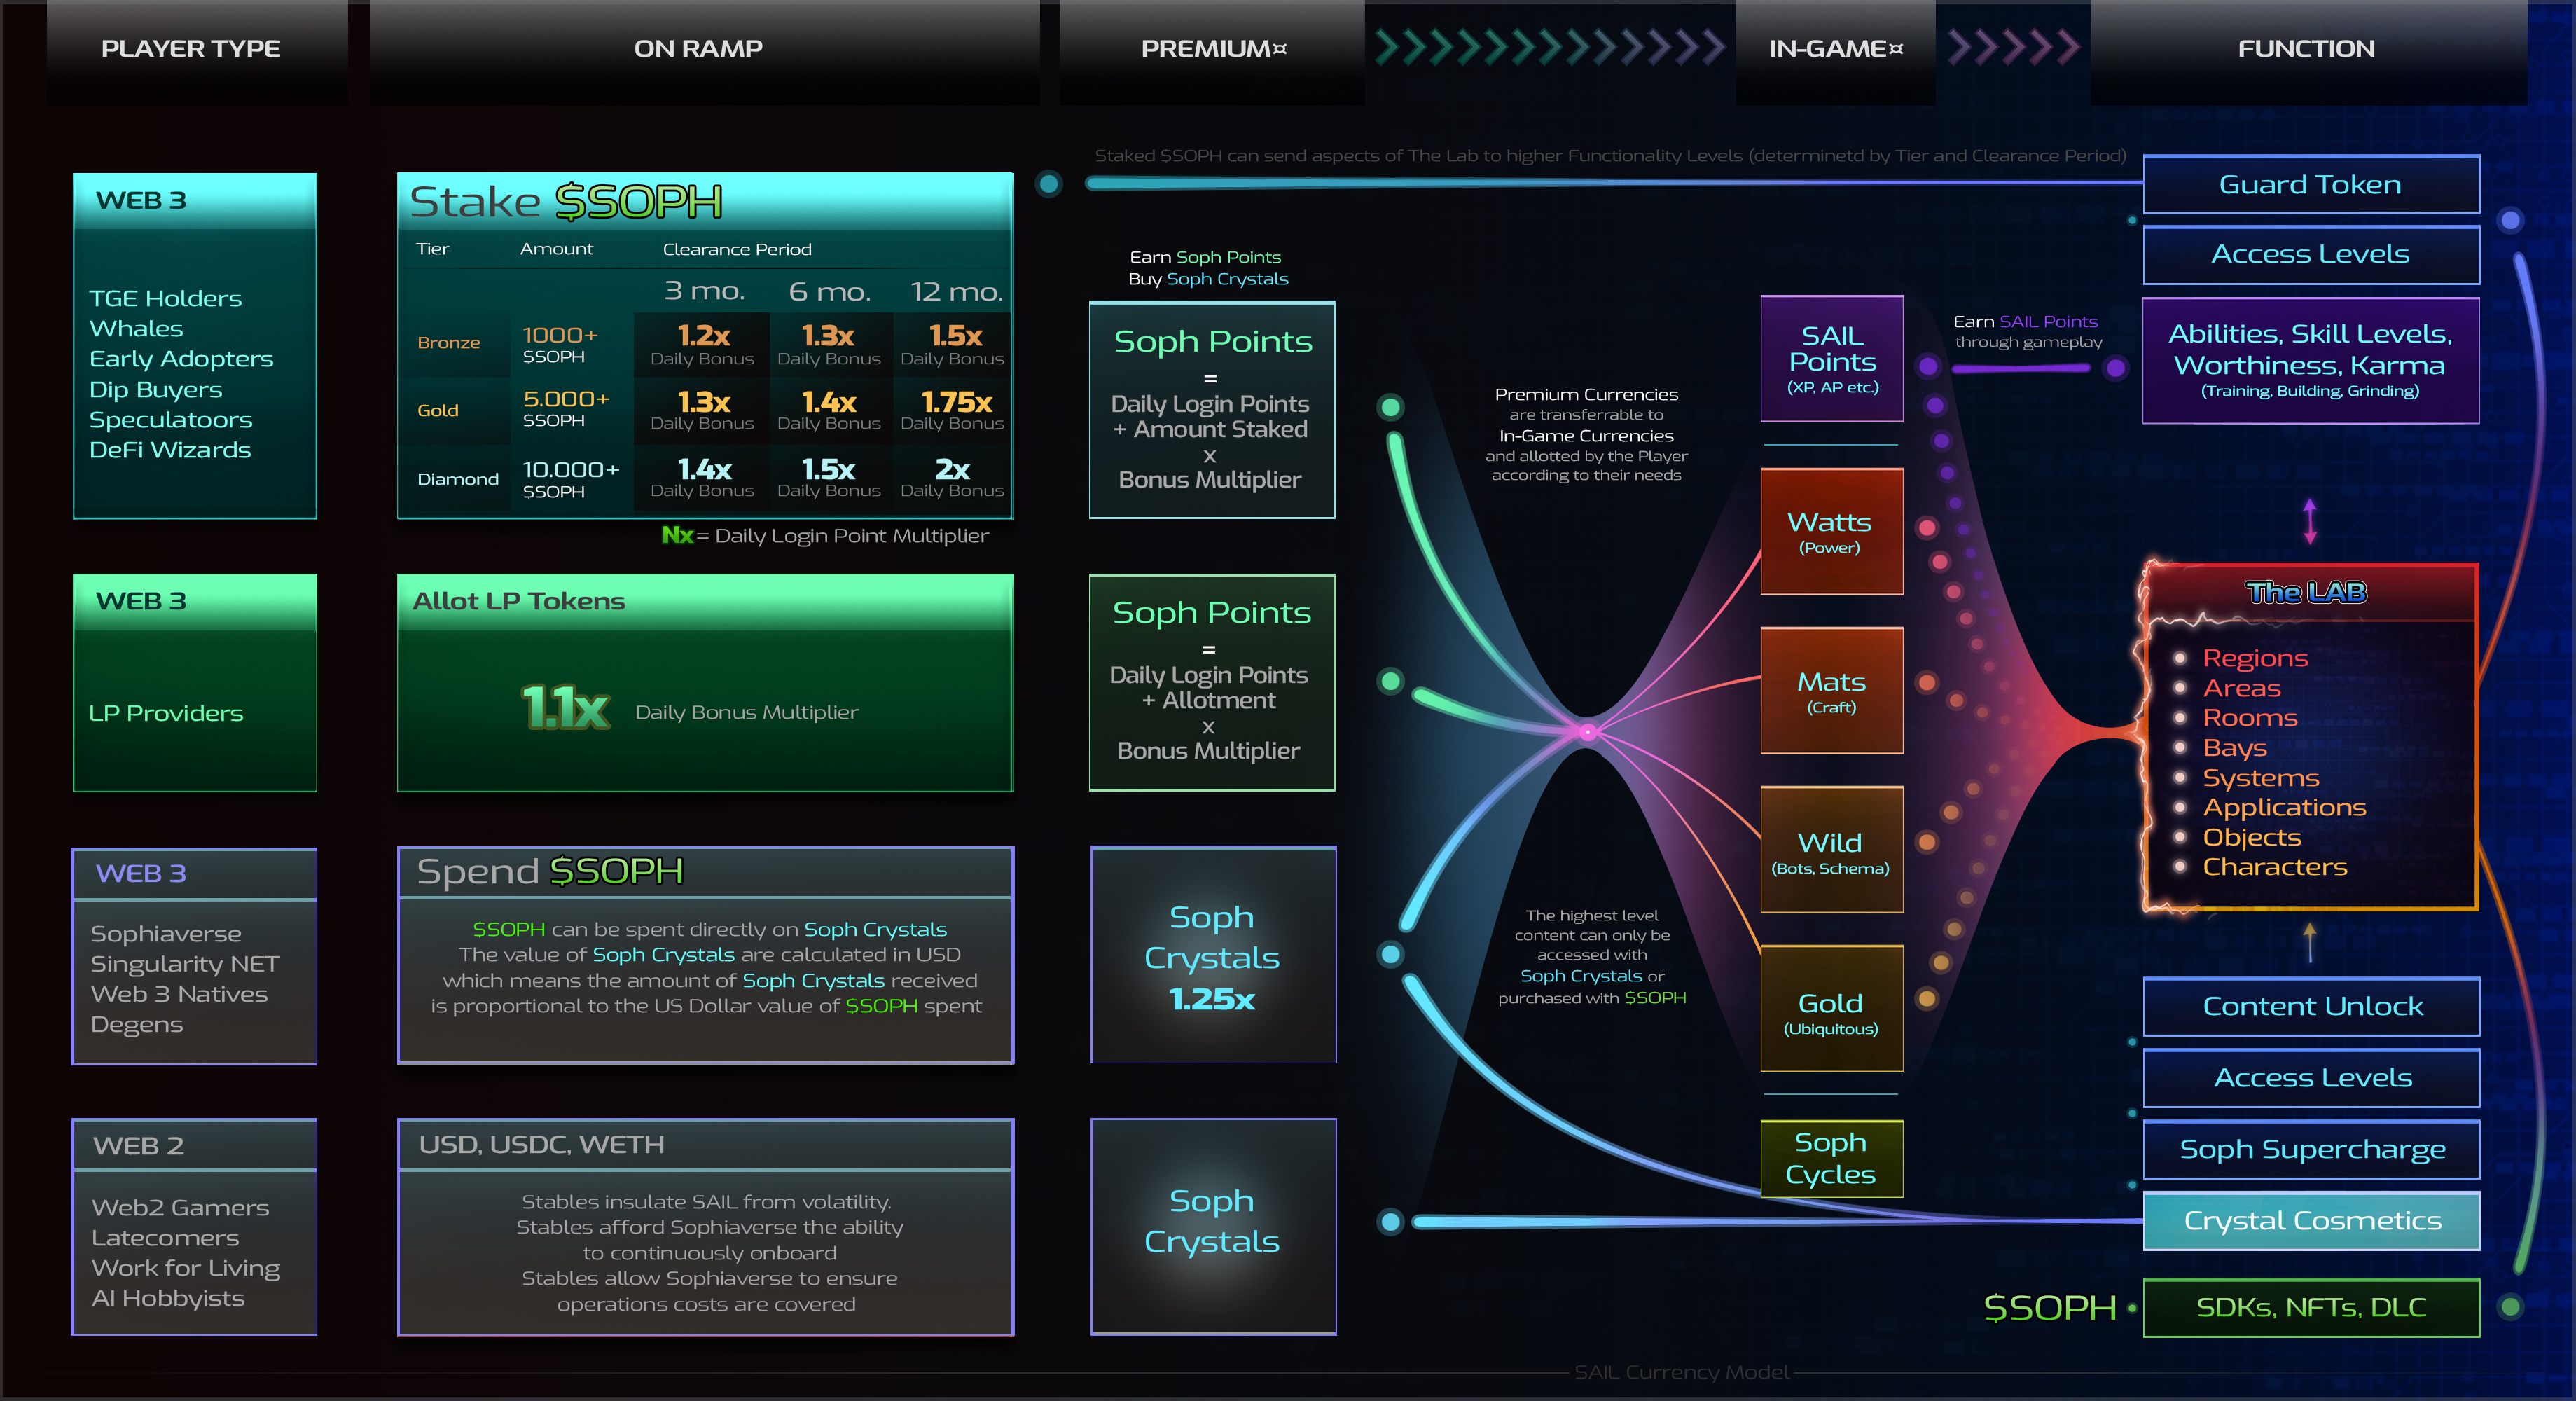 PLAYER TYPE
ON RAMP
PREMIUM¤
IN-GAME¤
FUNCTION
WEB 3
TGE Holders
Whales
Early Adopters
Dip Buyers
Speculatoors
DeFi Wizards
Stake $SOPH
Tier Amount Clearance Period
3 mo. 6 mo. 12 mo.
Bronze 1000+ $SOPH 1.2x 1.3x 1.5x
Daily Bonus Daily Bonus Daily Bonus
Gold 5.000+ $SOPH 1.3x 1.4x 1.75x
Daily Bonus Daily Bonus Daily Bonus
Diamond 10.000+ $SOPH 1.4x 1.5x 2x
Daily Bonus Daily Bonus Daily Bonus
Nx = Daily Login Point Multiplier
Earn Soph Points
Buy Soph Crystals
Soph Points
=
Daily Login Points
+ Amount Staked
x
Bonus Multiplier
WEB 3
LP Providers
Allot LP Tokens
1.1x Daily Bonus Multiplier
Soph Points
=
Daily Login Points
+ Allotment
x
Bonus Multiplier
WEB 3
Sophiaverse
Singularity NET
Web 3 Natives
Degens
Spend $SOPH
$SOPH can be spent directly on Soph Crystals
The value of Soph Crystals are calculated in USD
which means the amount of Soph Crystals received
is proportional to the US Dollar value of $SOPH spent
Soph
Crystals
1.25x
WEB 2
Web2 Gamers
Latecomers
Work for Living
AI Hobbyists
USD, USDC, WETH
Stables insulate SAIL from volatility.
Stables afford Sophiaverse the ability
to continuously onboard
Stables allow Sophiaverse to ensure
operations costs are covered
Soph
Crystals
Staked $SOPH can send aspects of The Lab to higher Functionality Levels (determinetd by Tier and Clearance Period)
Premium Currencies
are transferrable to
In-Game Currencies
and allotted by the Player
according to their needs
The highest level
content can only be
accessed with
Soph Crystals or
purchased with $SOPH
SAIL
Points
(XP, AP etc.)
Watts
(Power)
Mats
(Craft)
Wild
(Bots, Schema)
Gold
(Ubiquitous)
Soph
Cycles
Earn SAIL Points
through gameplay
Guard Token
Access Levels
Abilities, Skill Levels,
Worthiness, Karma
(Training, Building, Grinding)
The LAB
Regions
Areas
Rooms
Bays
Systems
Applications
Objects
Characters
Content Unlock
Access Levels
Soph Supercharge
Crystal Cosmetics
$SOPH
SDKs, NFTs, DLC
SAIL Currency Model